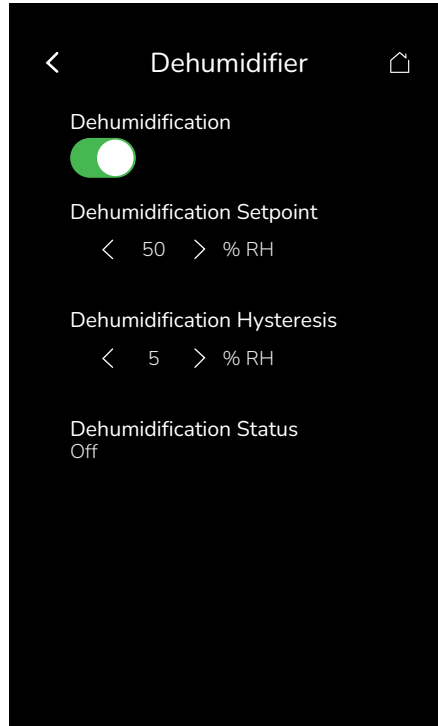 Dehumidifier
Dehumidification
Dehumidification Setpoint
50 % RH
Dehumidification Hysteresis
5 % RH
Dehumidification Status
Off